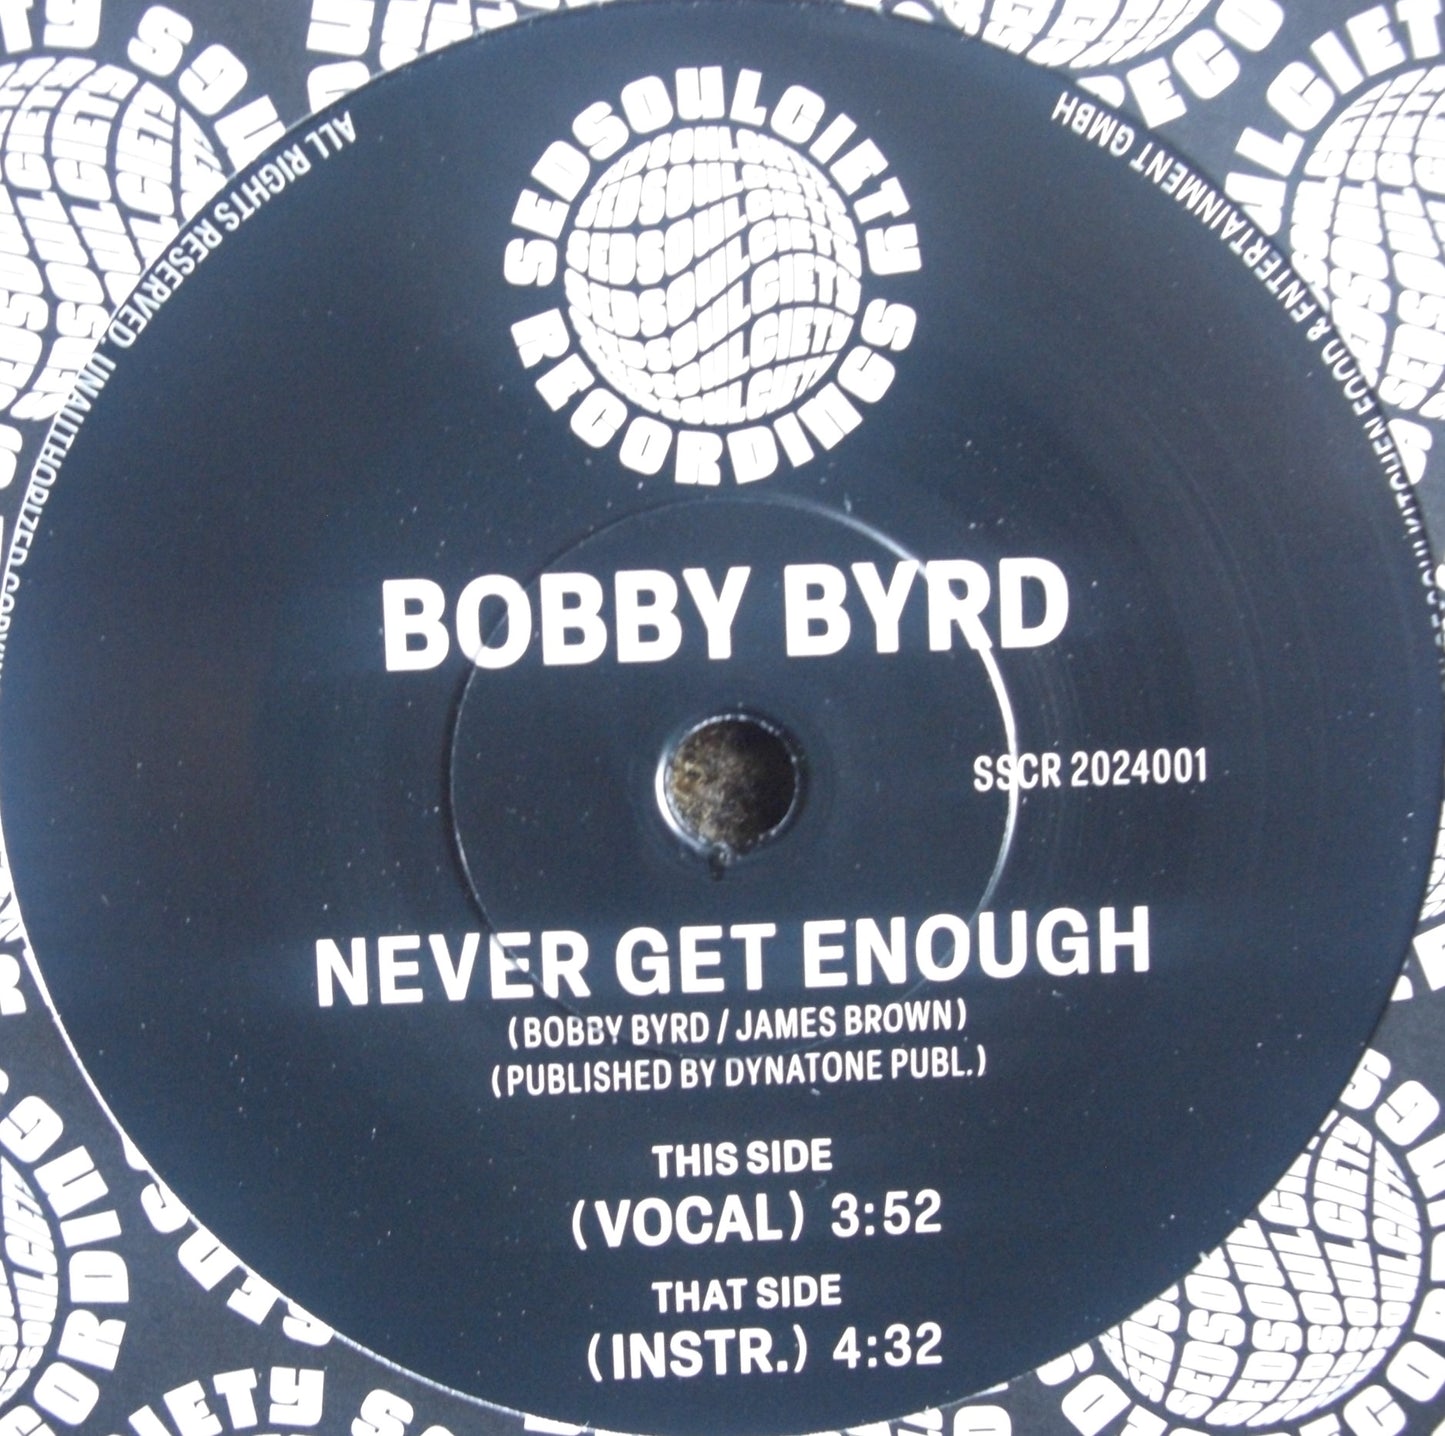 SEDSOULCIETY
RECORDINGS
BOBBY BYRD
SSCR 2024001
NEVER GET ENOUGH
(BOBBY BYRD / JAMES BROWN)
(PUBLISHED BY DYNATONE PUBL.)
THIS SIDE
(VOCAL) 3:52
THAT SIDE
(INSTR.) 4:32
ALL RIGHTS RESERVED. UNAUTHORIZED
FOOD & ENTERTAINMENT GMBH